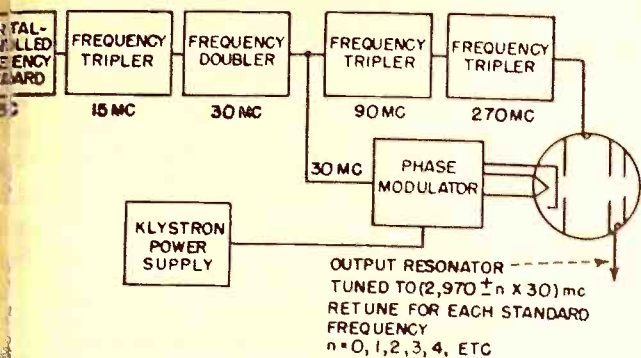 FREQUENCY
TRIPLER
FREQUENCY
DOUBLER
FREQUENCY
TRIPLER
FREQUENCY
TRIPLER
15 MC
30 MC
90 MC
270 MC
30 MC
PHASE
MODULATOR
KLYSTRON
POWER
SUPPLY
OUTPUT RESONATOR
TUNED TO (2,970 ± n X 30) mc
RETUNE FOR EACH STANDARD
FREQUENCY
n = 0, 1, 2, 3, 4, ETC